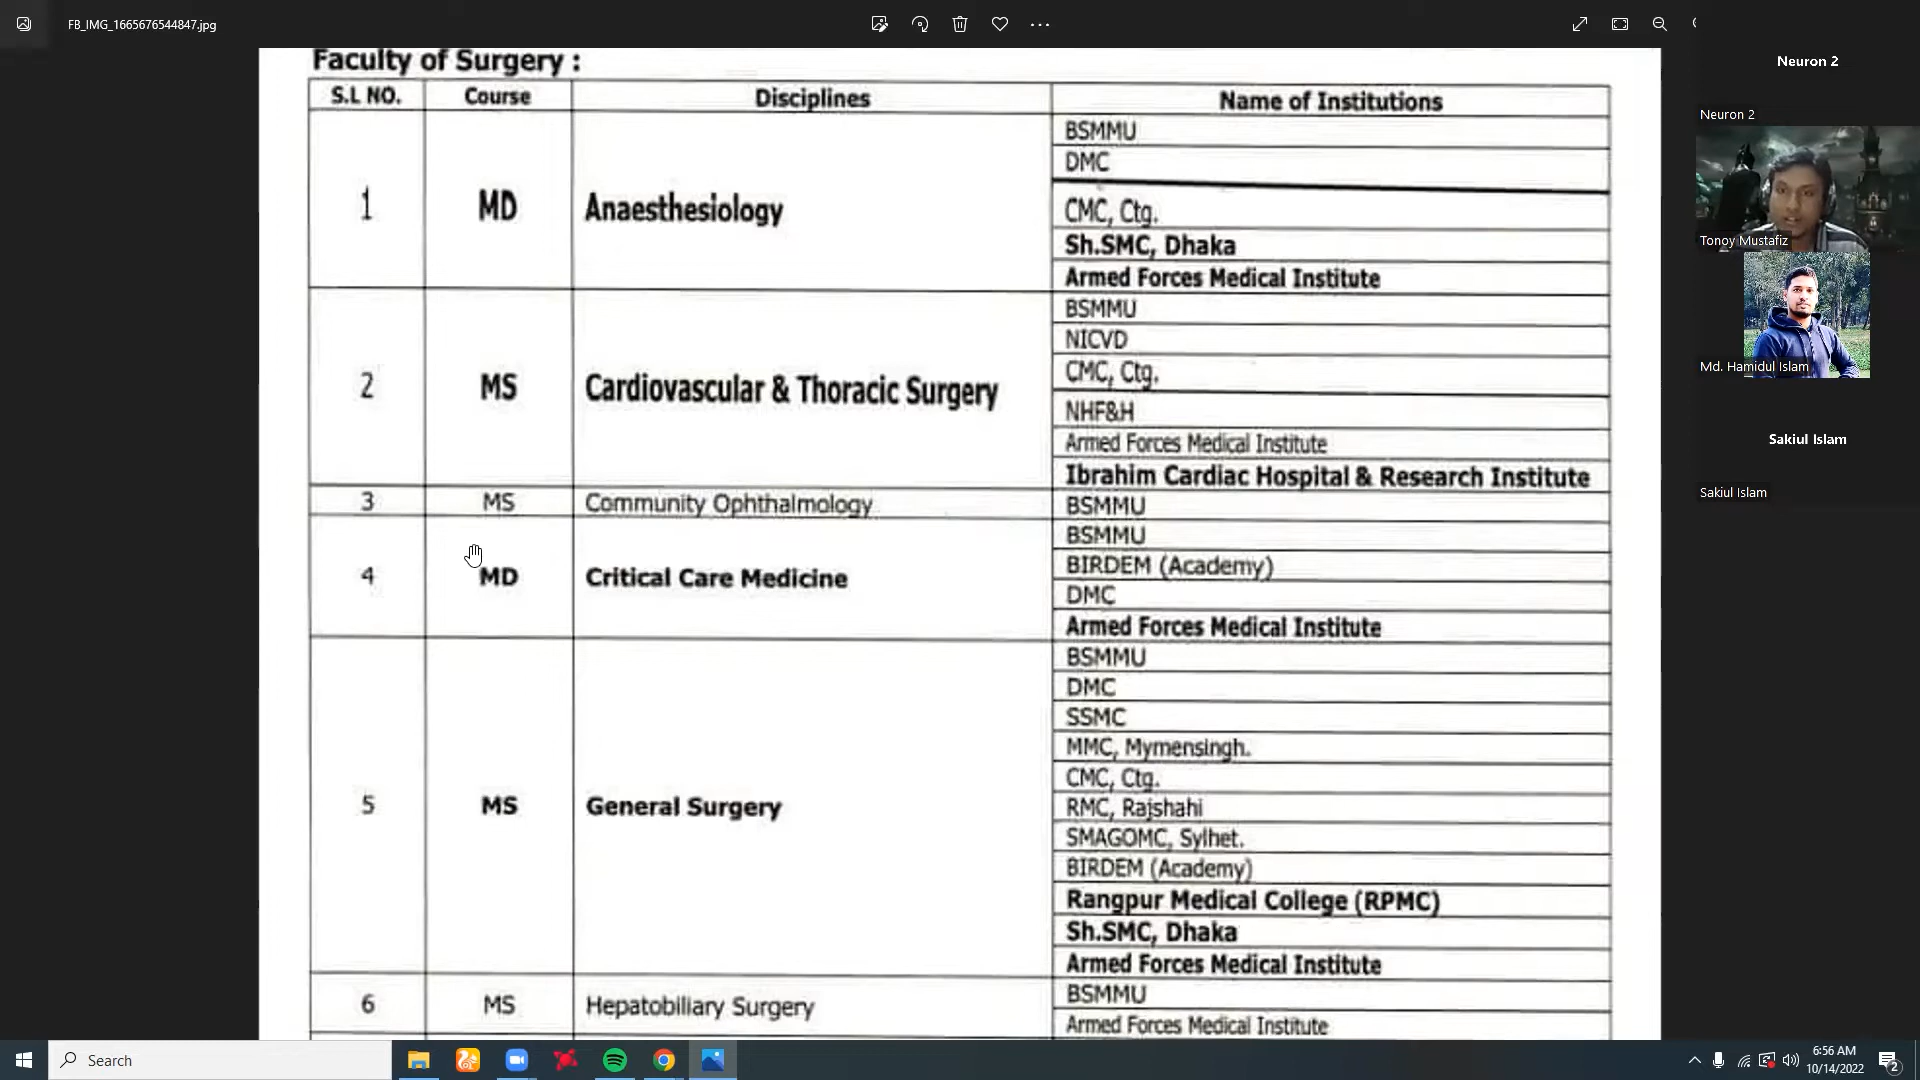 FB_IMG_1665676544847.jpg
Faculty of Surgery :
S.L NO. Course Disciplines Name of Institutions
1 MD Anaesthesiology
BSMMU
DMC
CMC, Ctg.
Sh.SMC, Dhaka
Armed Forces Medical Institute
2 MS Cardiovascular & Thoracic Surgery
BSMMU
NICVD
CMC, Ctg.
NHF&H
Armed Forces Medical Institute
Ibrahim Cardiac Hospital & Research Institute
3 MS Community Ophthalmology BSMMU
4 MD Critical Care Medicine
BSMMU
BIRDEM (Academy)
DMC
Armed Forces Medical Institute
5 MS General Surgery
BSMMU
DMC
SSMC
MMC, Mymensingh.
CMC, Ctg.
RMC, Rajshahi
SMAGOMC, Sylhet.
BIRDEM (Academy)
Rangpur Medical College (RPMC)
Sh.SMC, Dhaka
Armed Forces Medical Institute
6 MS Hepatobiliary Surgery
BSMMU
Armed Forces Medical Institute
Neuron 2
Neuron 2
Tonoy Mustafiz
Md. Hamidul Islam
Sakiul Islam
Sakiul Islam
Search
6:56 AM
10/14/2022
2